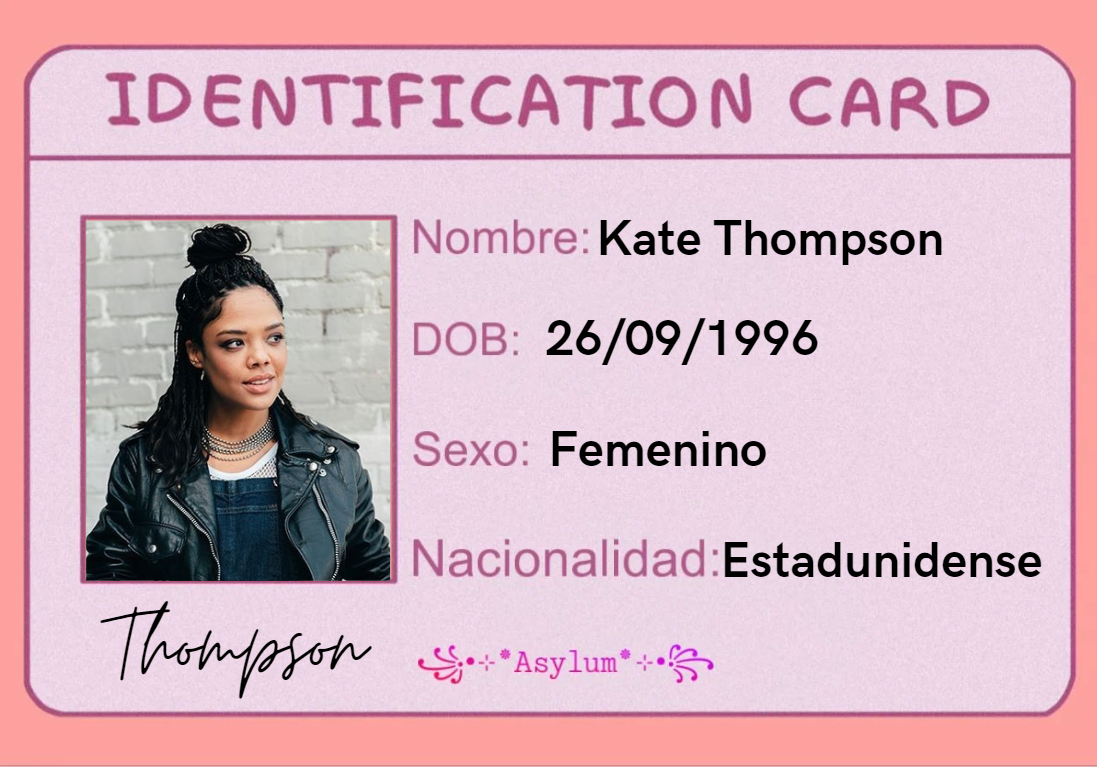 IDENTIFICATION CARD
Nombre: Kate Thompson
DOB: 26/09/1996
Sexo: Femenino
Nacionalidad:Estadunidense
Thompson
*Asylum*